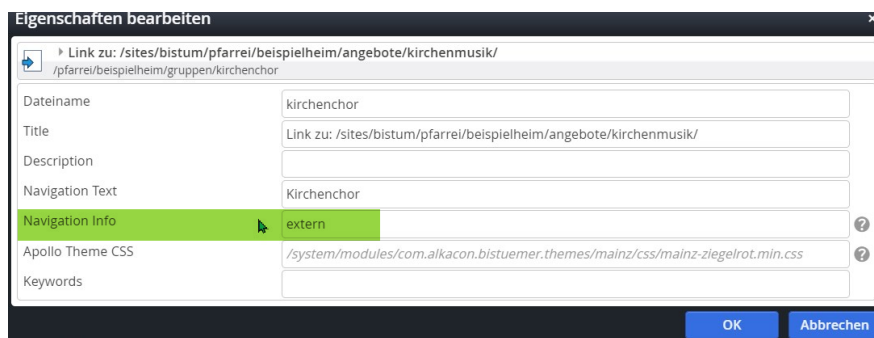 Eigenschaften bearbeiten
Link zu: /sites/bistum/pfarrei/beispielheim/angebote/kirchenmusik/
/pfarrei/beispielheim/gruppen/kirchenchor
Dateiname kirchenchor
Title Link zu: /sites/bistum/pfarrei/beispielheim/angebote/kirchenmusik/
Description
Navigation Text Kirchenchor
Navigation Info extern ?
Apollo Theme CSS /system/modules/com.alkacon.bistuemer.themes/mainz/css/mainz-ziegelrot.min.css ?
Keywords
OK Abbrechen